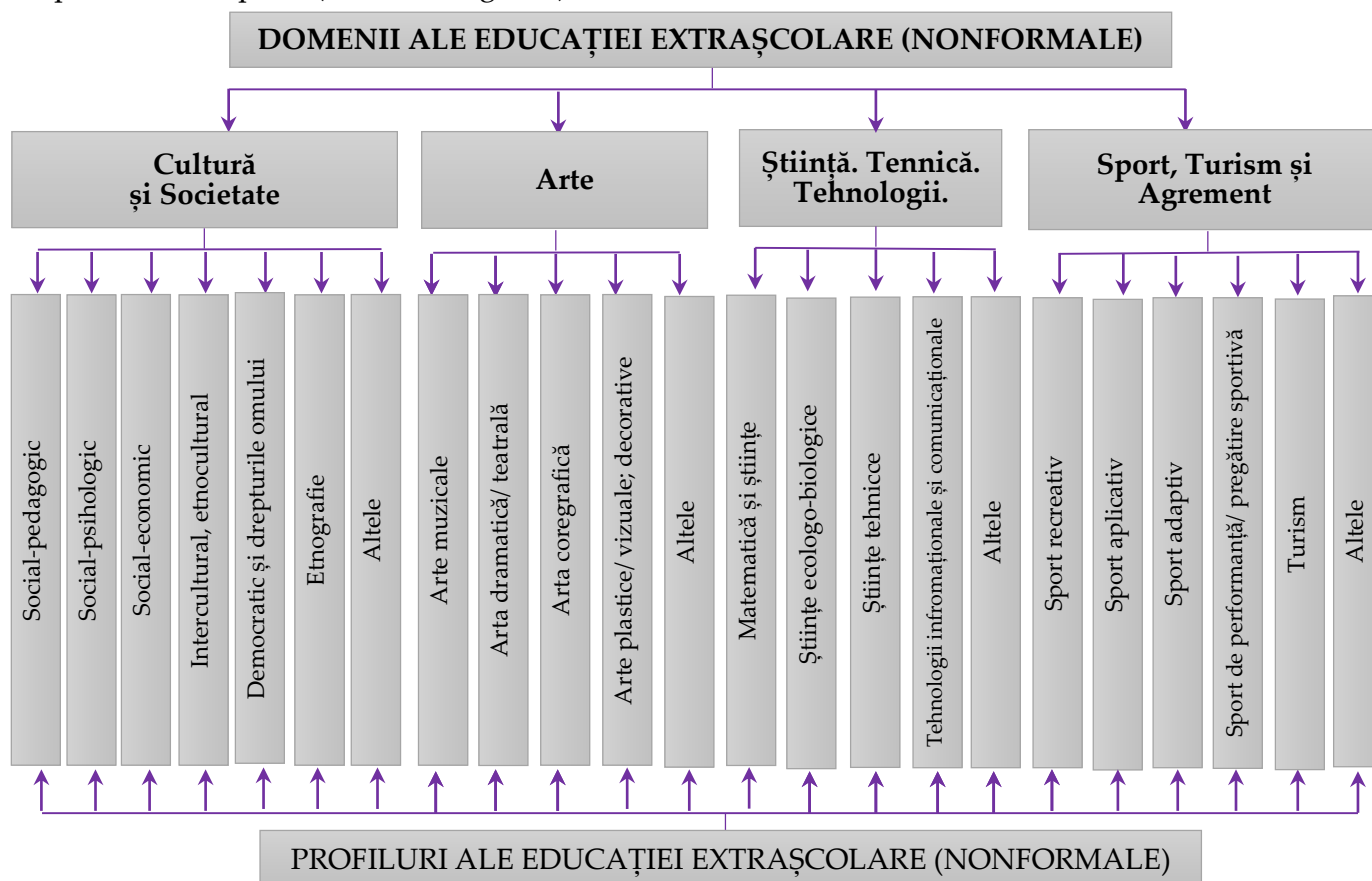 DOMENII ALE EDUCAȚIEI EXTRAȘCOLARE (NONFORMALE)
Cultură
și Societate
Arte
Știință. Tennică.
Tehnologii.
Sport, Turism și
Agrement
Social-pedagogic
Social-psihologic
Social-economic
Intercultural, etnocultural
Democratic și drepturile omului
Etnografie
Altele
Arte muzicale
Arta dramatică/ teatrală
Arta coregrafică
Arte plastice/ vizuale; decorative
Altele
Matematică și științe
Științe ecologo-biologice
Științe tehnicce
Tehnologii infromaționale și comunicaționale
Altele
Sport recreativ
Sport aplicativ
Sport adaptiv
Sport de performanță/ pregătire sportivă
Turism
Altele
PROFILURI ALE EDUCAȚIEI EXTRAȘCOLARE (NONFORMALE)